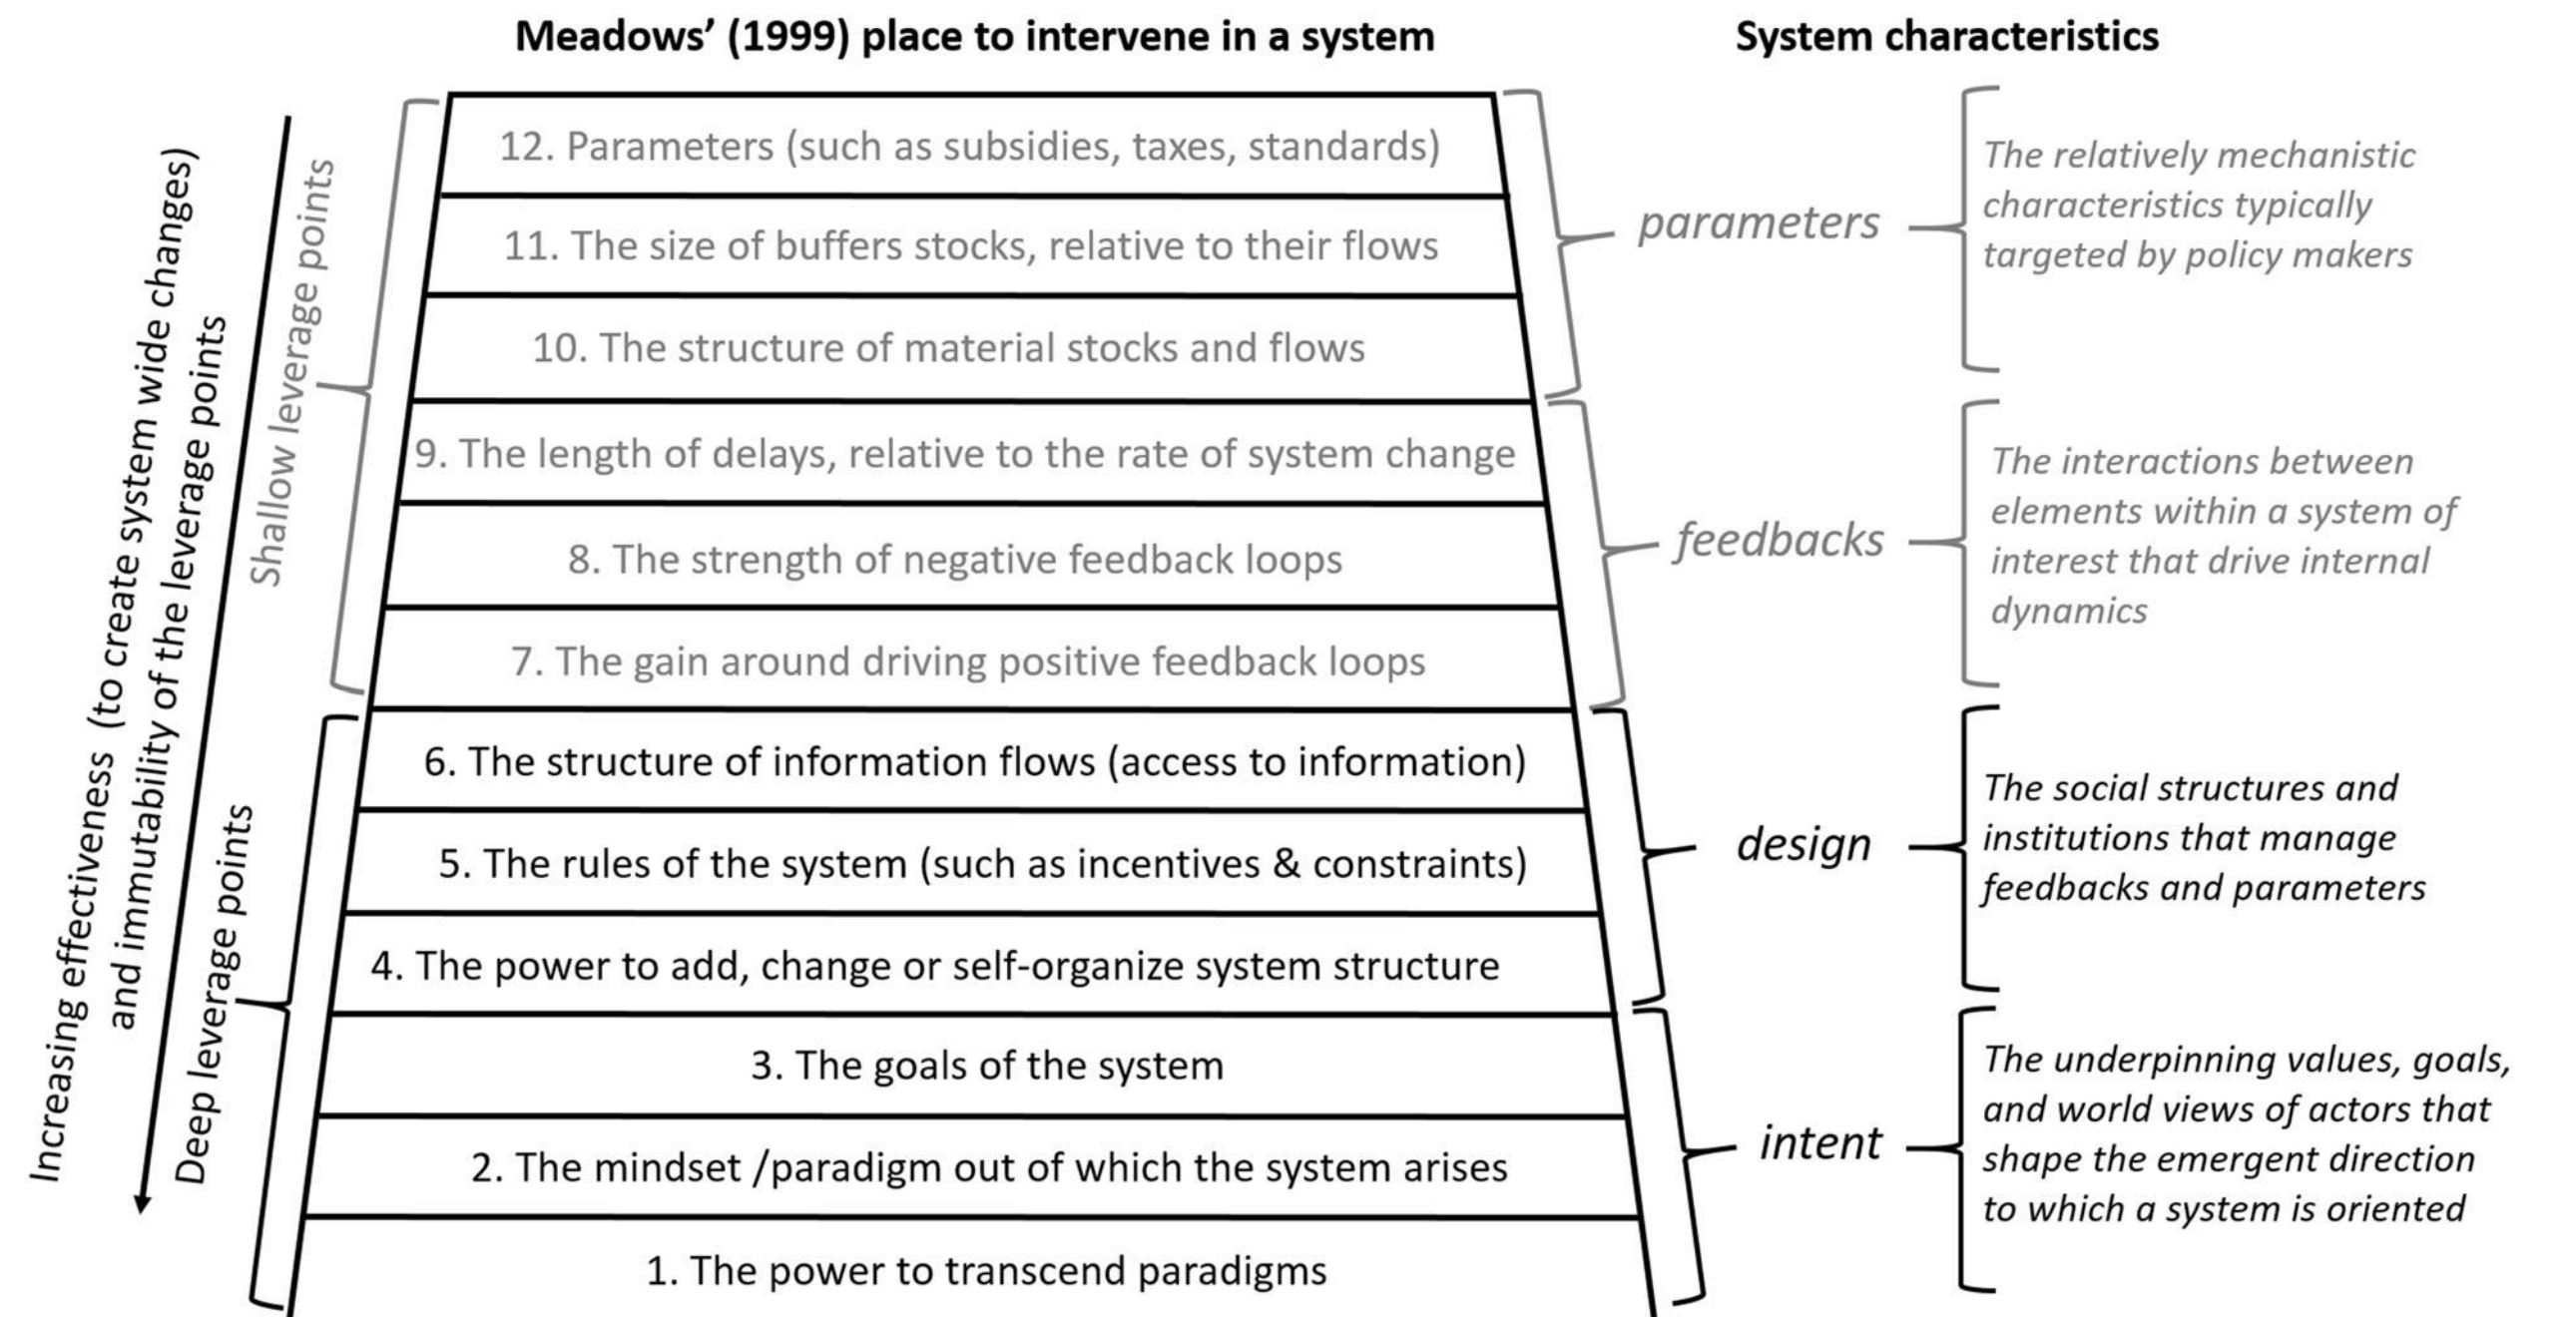 Meadows’ (1999) place to intervene in a system
System characteristics
Increasing effectiveness (to create system wide changes)
and immutability of the leverage points
Shallow leverage points
Deep leverage points
12. Parameters (such as subsidies, taxes, standards)
11. The size of buffers stocks, relative to their flows
10. The structure of material stocks and flows
9. The length of delays, relative to the rate of system change
8. The strength of negative feedback loops
7. The gain around driving positive feedback loops
6. The structure of information flows (access to information)
5. The rules of the system (such as incentives & constraints)
4. The power to add, change or self-organize system structure
3. The goals of the system
2. The mindset /paradigm out of which the system arises
1. The power to transcend paradigms
parameters
The relatively mechanistic
characteristics typically
targeted by policy makers
feedbacks
The interactions between
elements within a system of
interest that drive internal
dynamics
design
The social structures and
institutions that manage
feedbacks and parameters
intent
The underpinning values, goals,
and world views of actors that
shape the emergent direction
to which a system is oriented